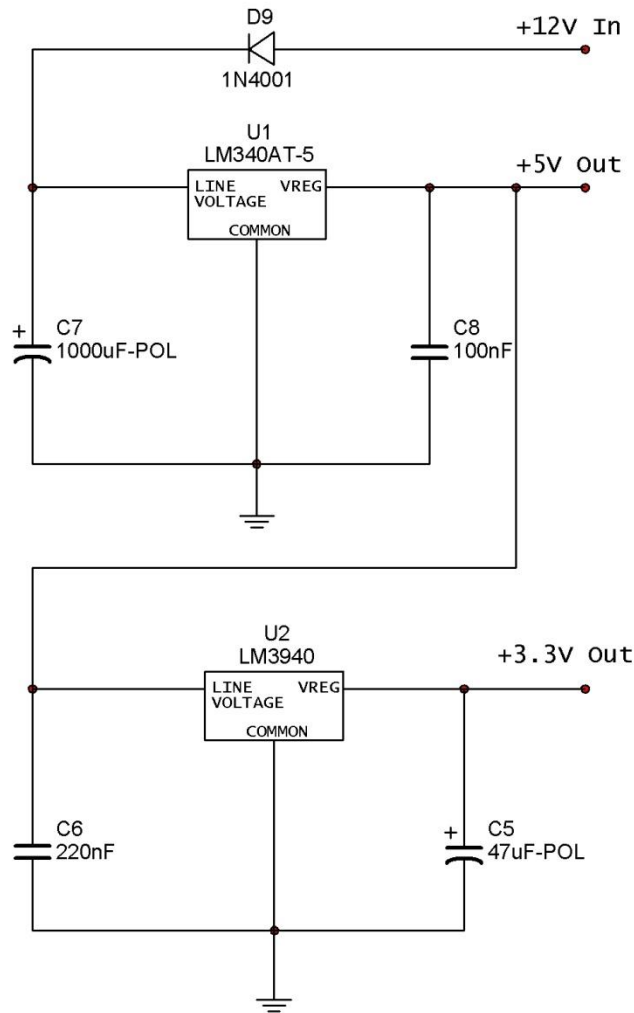 D9
+12V In
1N4001
U1
LM340AT-5
+5V Out
LINE VREG
VOLTAGE
COMMON
+ C7
1000uF-POL
C8
100nF
U2
LM3940
+3.3V Out
LINE VREG
VOLTAGE
COMMON
C6
220nF
+ C5
47uF-POL